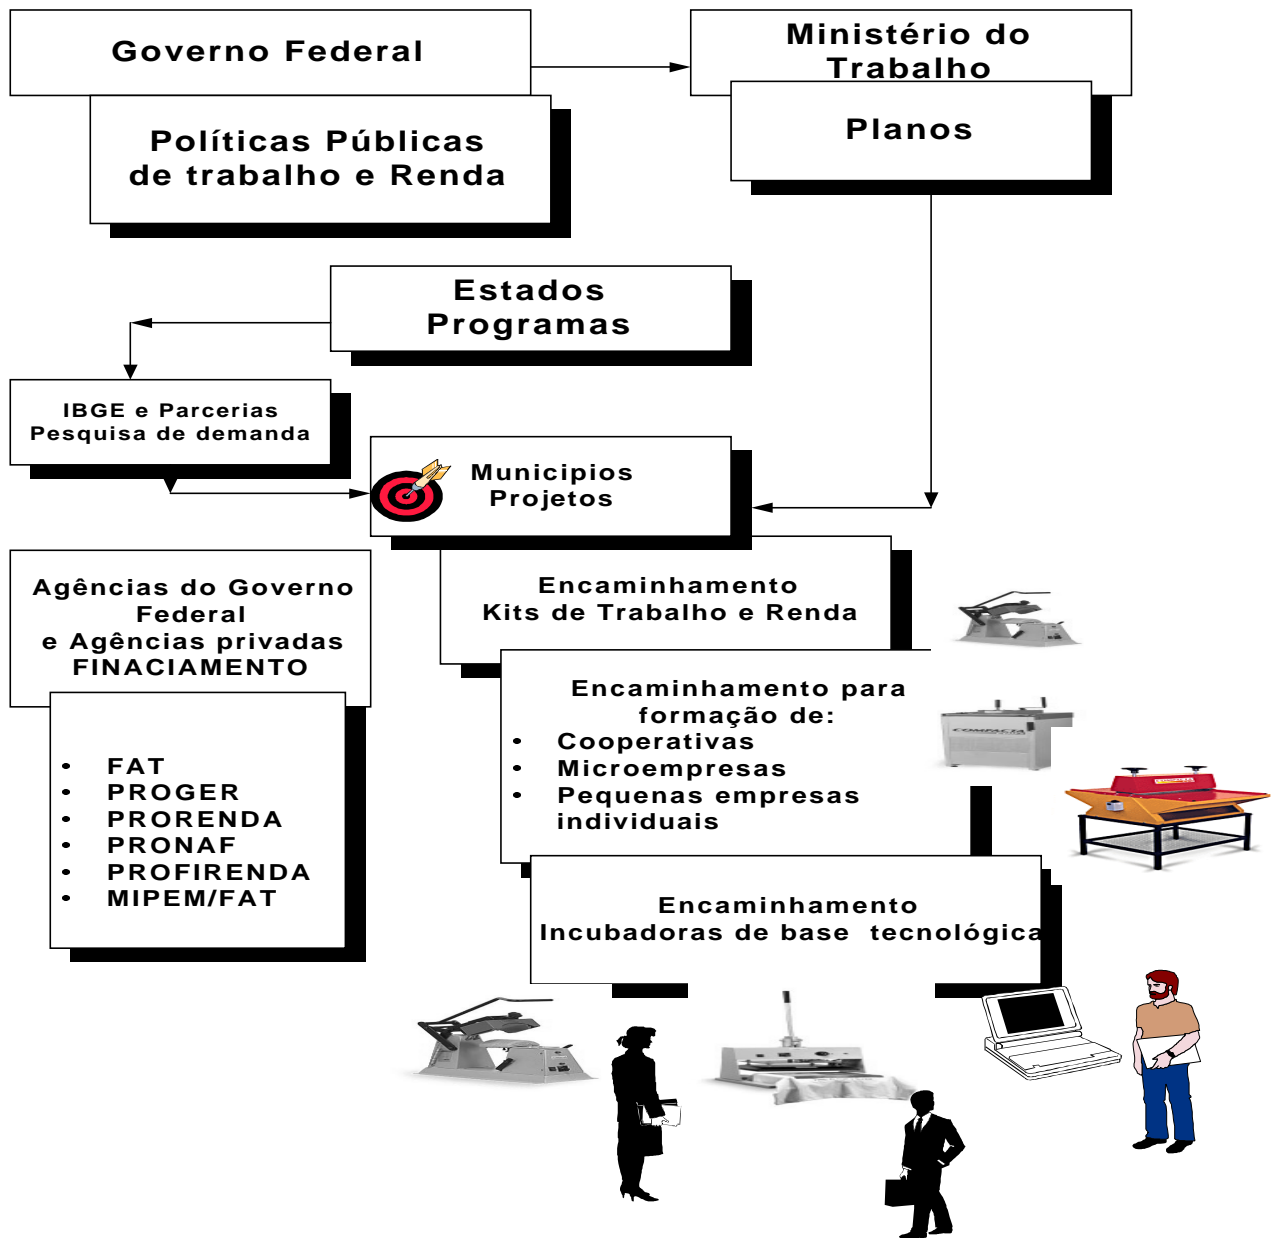 Governo Federal
Ministério do
Trabalho
Políticas Públicas
de trabalho e Renda
Planos
Estados
Programas
IBGE e Parcerias
Pesquisa de demanda
Municipios
Projetos
Agências do Governo
Federal
e Agências privadas
FINACIAMENTO
• FAT
• PROGER
• PRORENDA
• PRONAF
• PROFIRENDA
• MIPEM/FAT
Encaminhamento
Kits de Trabalho e Renda
Encaminhamento para
formação de:
• Cooperativas
• Microempresas
• Pequenas empresas
individuais
COMPACTA
Encaminhamento
Incubadoras de base tecnológica